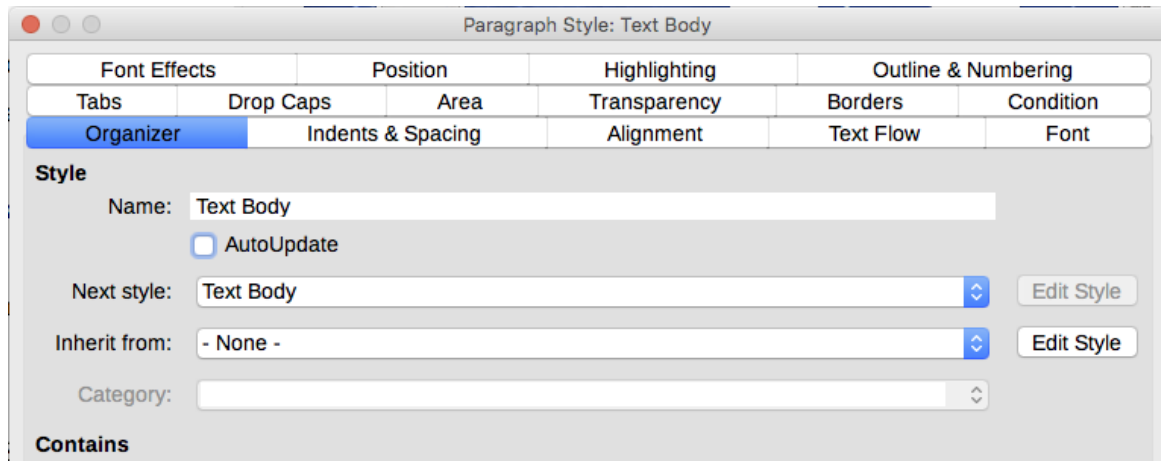 Paragraph Style: Text Body
Font Effects Position Highlighting Outline & Numbering
Tabs Drop Caps Area Transparency Borders Condition
Organizer Indents & Spacing Alignment Text Flow Font
Style
Name: Text Body
AutoUpdate
Next style: Text Body Edit Style
Inherit from: - None - Edit Style
Category:
Contains